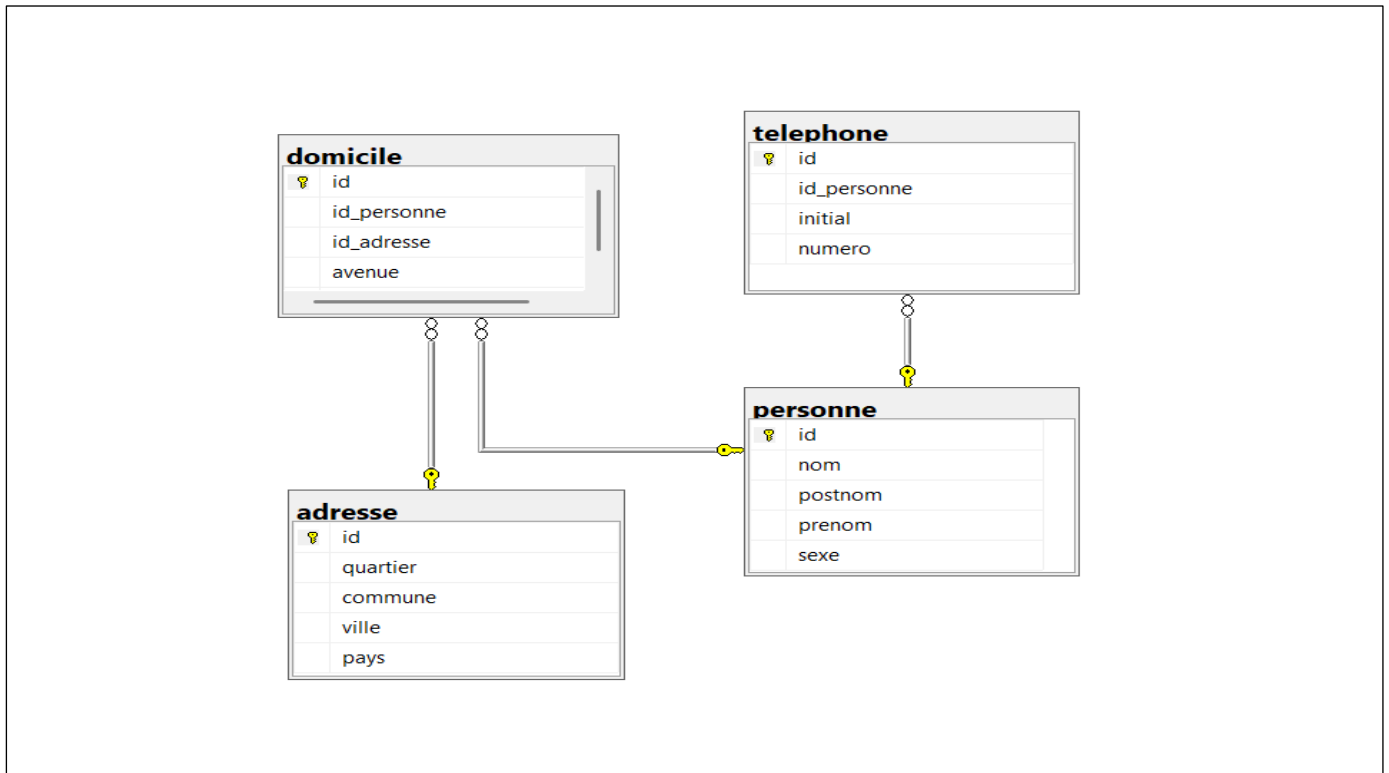 domicile
id
id_personne
id_adresse
avenue
telephone
id
id_personne
initial
numero
adresse
id
quartier
commune
ville
pays
personne
id
nom
postnom
prenom
sexe